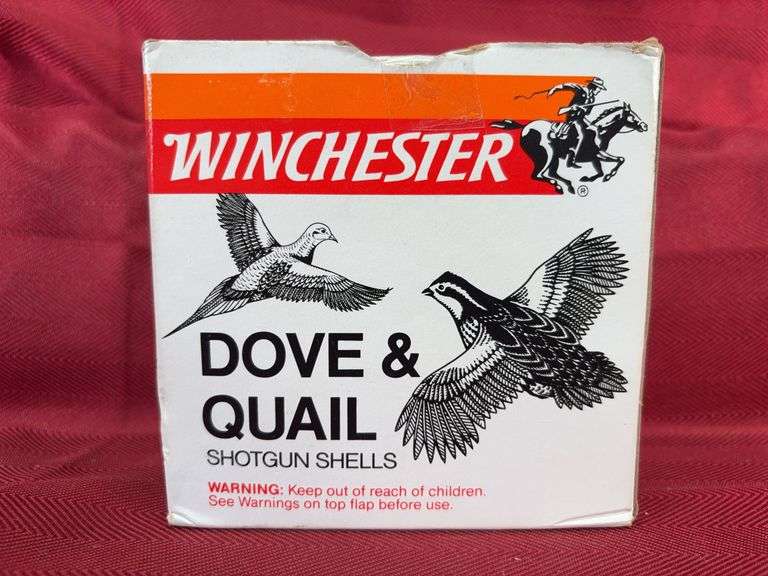 WINCHESTER
®
DOVE &
QUAIL
SHOTGUN SHELLS
WARNING: Keep out of reach of children.
See Warnings on top flap before use.